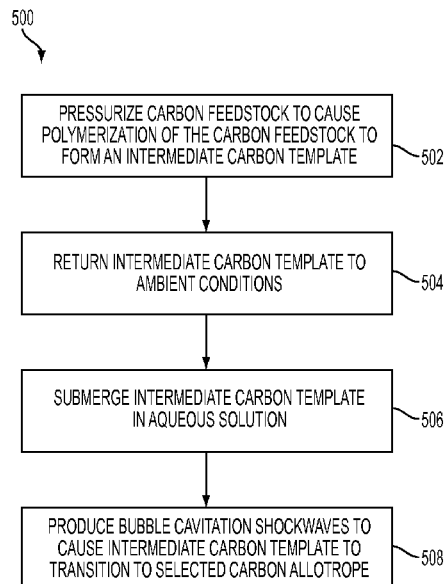 500
PRESSURIZE CARBON FEEDSTOCK TO CAUSE
POLYMERIZATION OF THE CARBON FEEDSTOCK TO
FORM AN INTERMEDIATE CARBON TEMPLATE
502
RETURN INTERMEDIATE CARBON TEMPLATE TO
AMBIENT CONDITIONS
504
SUBMERGE INTERMEDIATE CARBON TEMPLATE
IN AQUEOUS SOLUTION
506
PRODUCE BUBBLE CAVITATION SHOCKWAVES TO
CAUSE INTERMEDIATE CARBON TEMPLATE TO
TRANSITION TO SELECTED CARBON ALLOTROPE
508